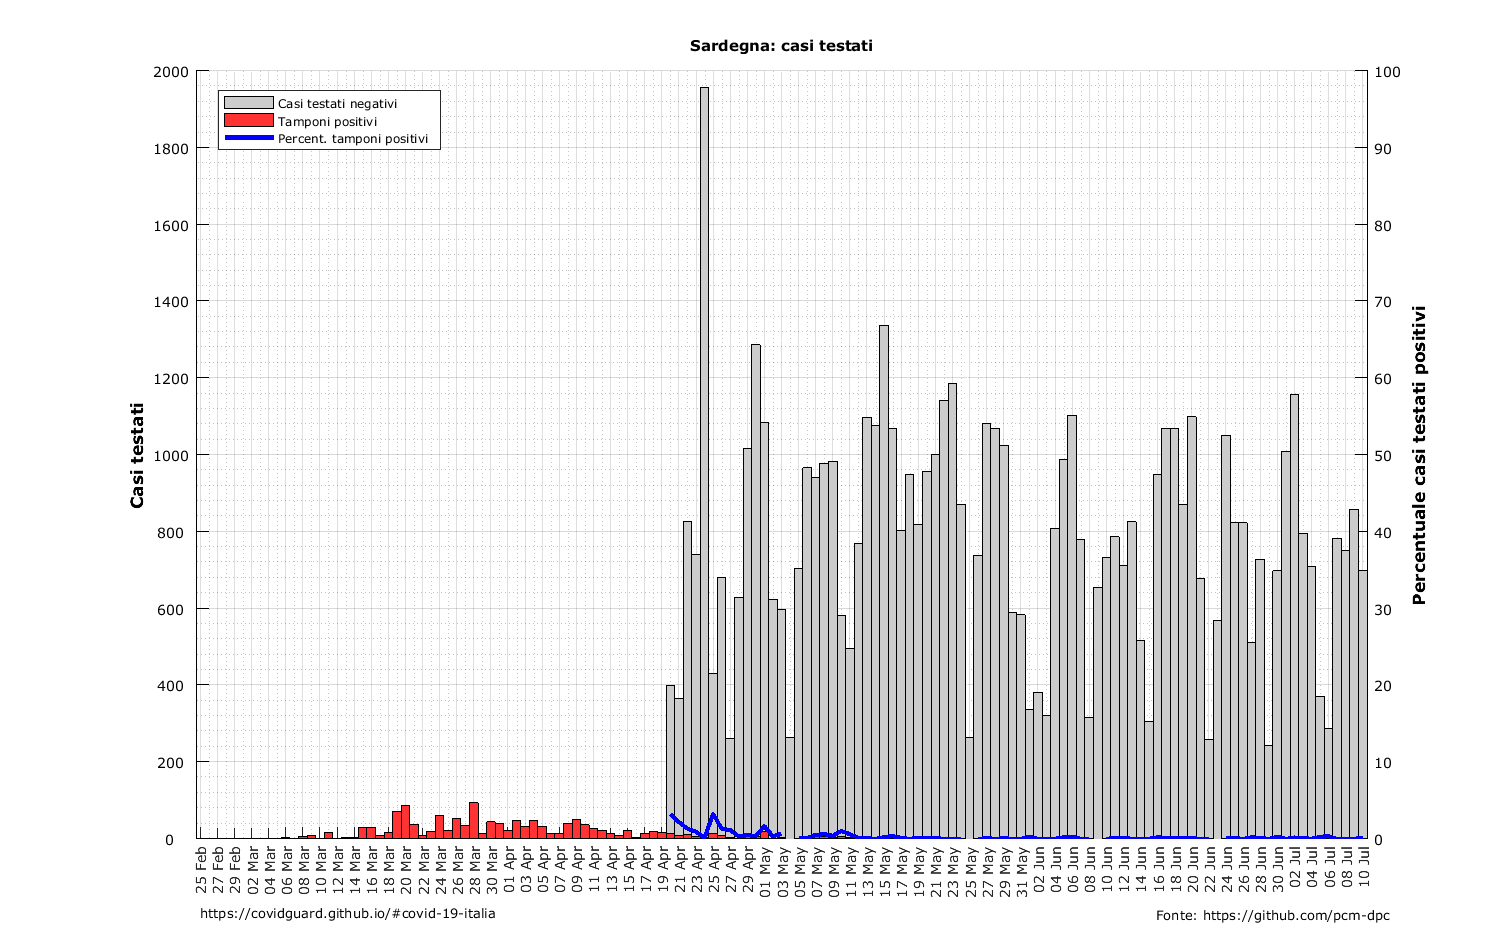 Sardegna: casi testati
Casi testati negativi
Tamponi positivi
Percent. tamponi positivi
Casi testati
2000
1800
1600
1400
1200
1000
800
600
400
200
0
100
90
80
70
60
50
40
30
20
10
0
Percentuale casi testati positivi
25 Feb
27 Feb
29 Feb
02 Mar
04 Mar
06 Mar
08 Mar
10 Mar
12 Mar
14 Mar
16 Mar
18 Mar
20 Mar
22 Mar
24 Mar
26 Mar
28 Mar
30 Mar
01 Apr
03 Apr
05 Apr
07 Apr
09 Apr
11 Apr
13 Apr
15 Apr
17 Apr
19 Apr
21 Apr
23 Apr
25 Apr
27 Apr
29 Apr
01 May
03 May
05 May
07 May
09 May
11 May
13 May
15 May
17 May
19 May
21 May
23 May
25 May
27 May
29 May
31 May
02 Jun
04 Jun
06 Jun
08 Jun
10 Jun
12 Jun
14 Jun
16 Jun
18 Jun
20 Jun
22 Jun
24 Jun
26 Jun
28 Jun
30 Jun
02 Jul
04 Jul
06 Jul
08 Jul
10 Jul
https://covidguard.github.io/#covid-19-italia
Fonte: https://github.com/pcm-dpc